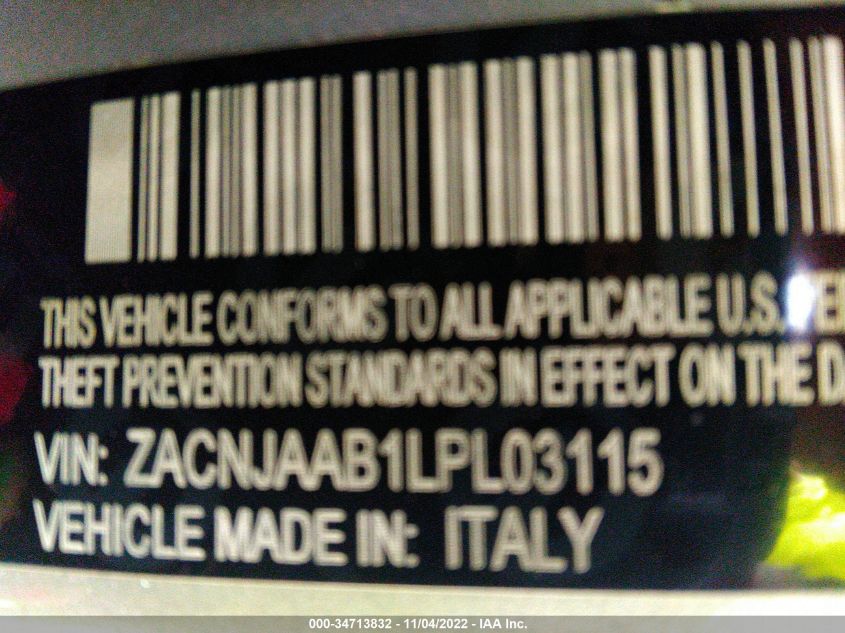 THIS VEHICLE CONFORMS TO ALL APPLICABLE U.S.
THEFT PREVENTION STANDARDS IN EFFECT ON THE
VIN: ZACNJAAB1LPL03115
VEHICLE MADE IN: ITALY
000-34713832 - 11/04/2022 - IAA Inc.